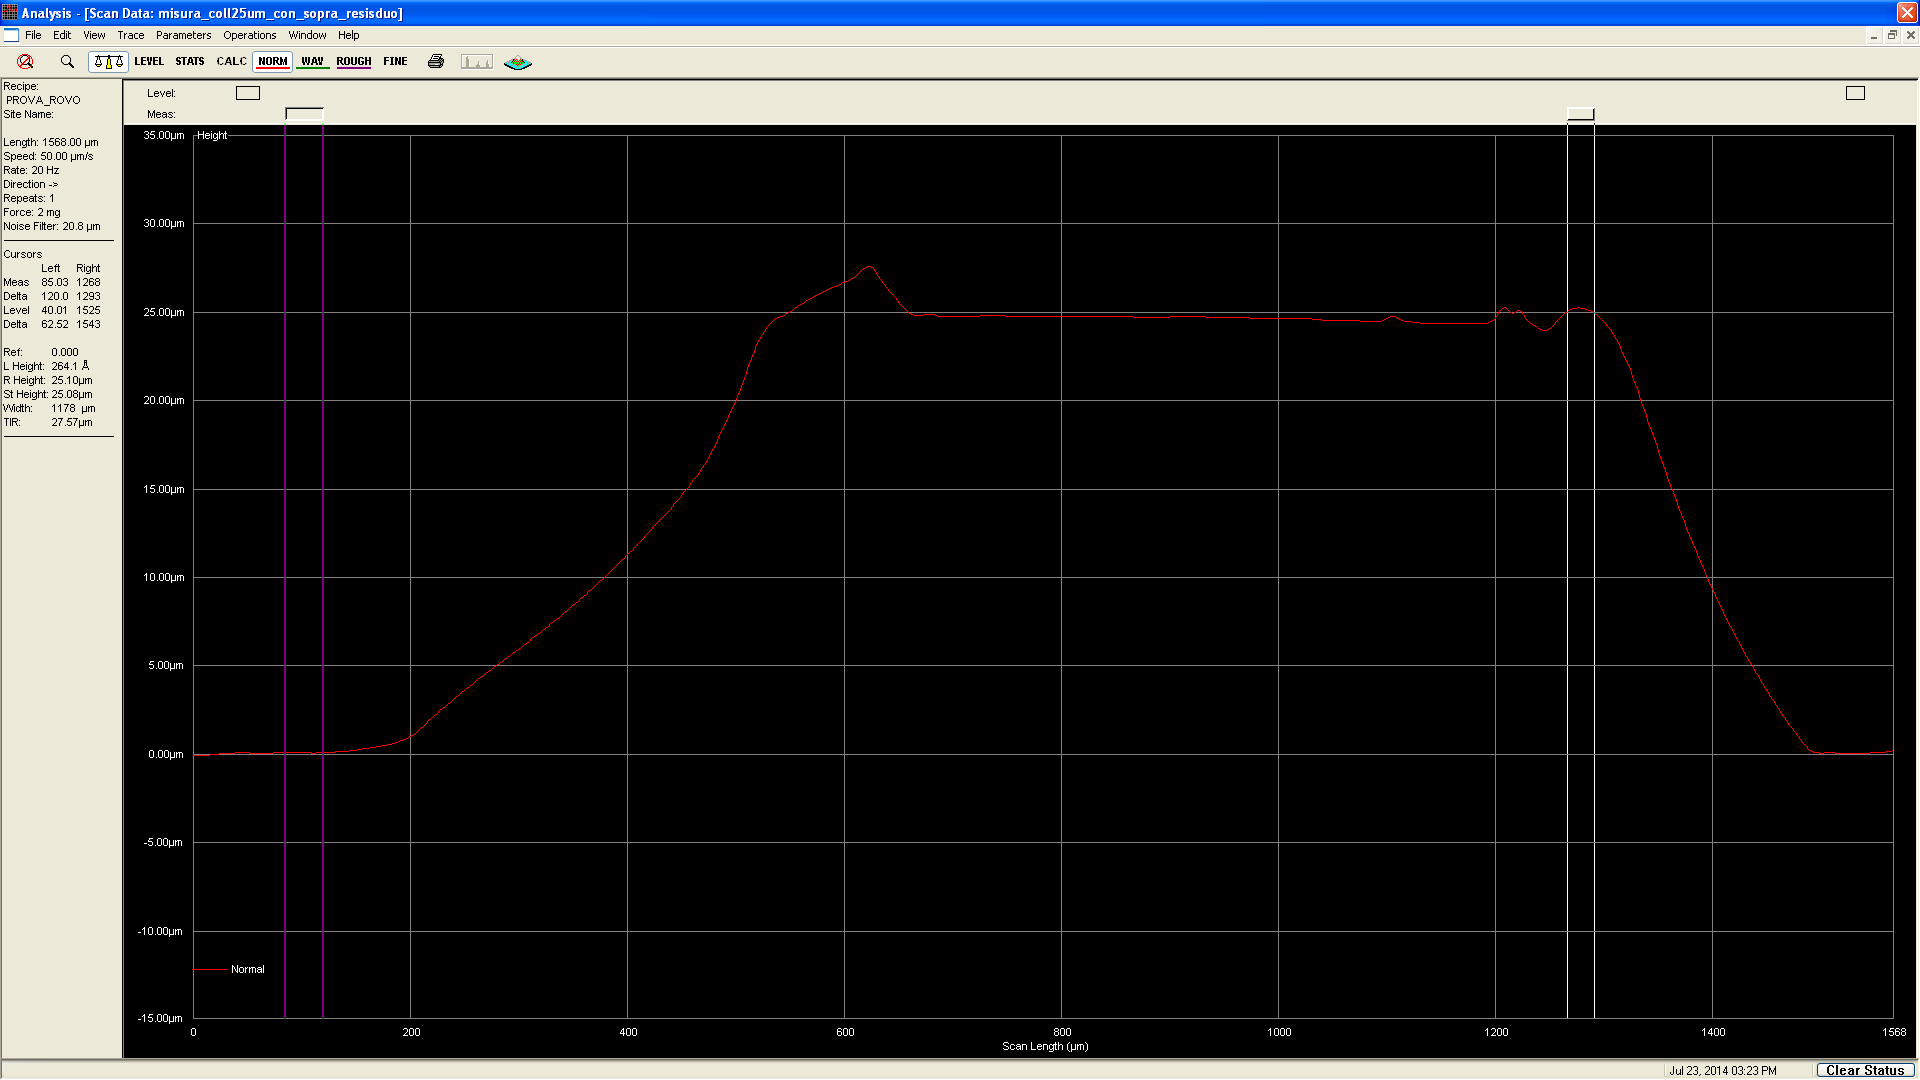 Analysis - [Scan Data: misura_coll25um_con_sopra_resisduo]
File Edit View Trace Parameters Operations Window Help
LEVEL STATS CALC NORM WAV ROUGH FINE
Recipe:
PROVA_ROVO
Site Name:
Length: 1568.00 µm
Speed: 50.00 µm/s
Rate: 20 Hz
Direction ->
Repeats: 1
Force: 2 mg
Noise Filter: 20.8 µm
Cursors
Left Right
Meas 85.03 1268
Delta 120.0 1293
Level 40.01 1525
Delta 62.52 1543
Ref: 0.000
L Height: 264.1 Å
R Height: 25.10µm
St Height: 25.08µm
Width: 1178 µm
TIR: 27.57µm
Level:
Meas:
35.00µm Height
30.00µm
25.00µm
20.00µm
15.00µm
10.00µm
5.00µm
0.00µm
-5.00µm
-10.00µm
Normal
-15.00µm
0 200 400 600 800 1000 1200 1400 1568
Scan Length (µm)
Jul 23, 2014 03:23 PM Clear Status